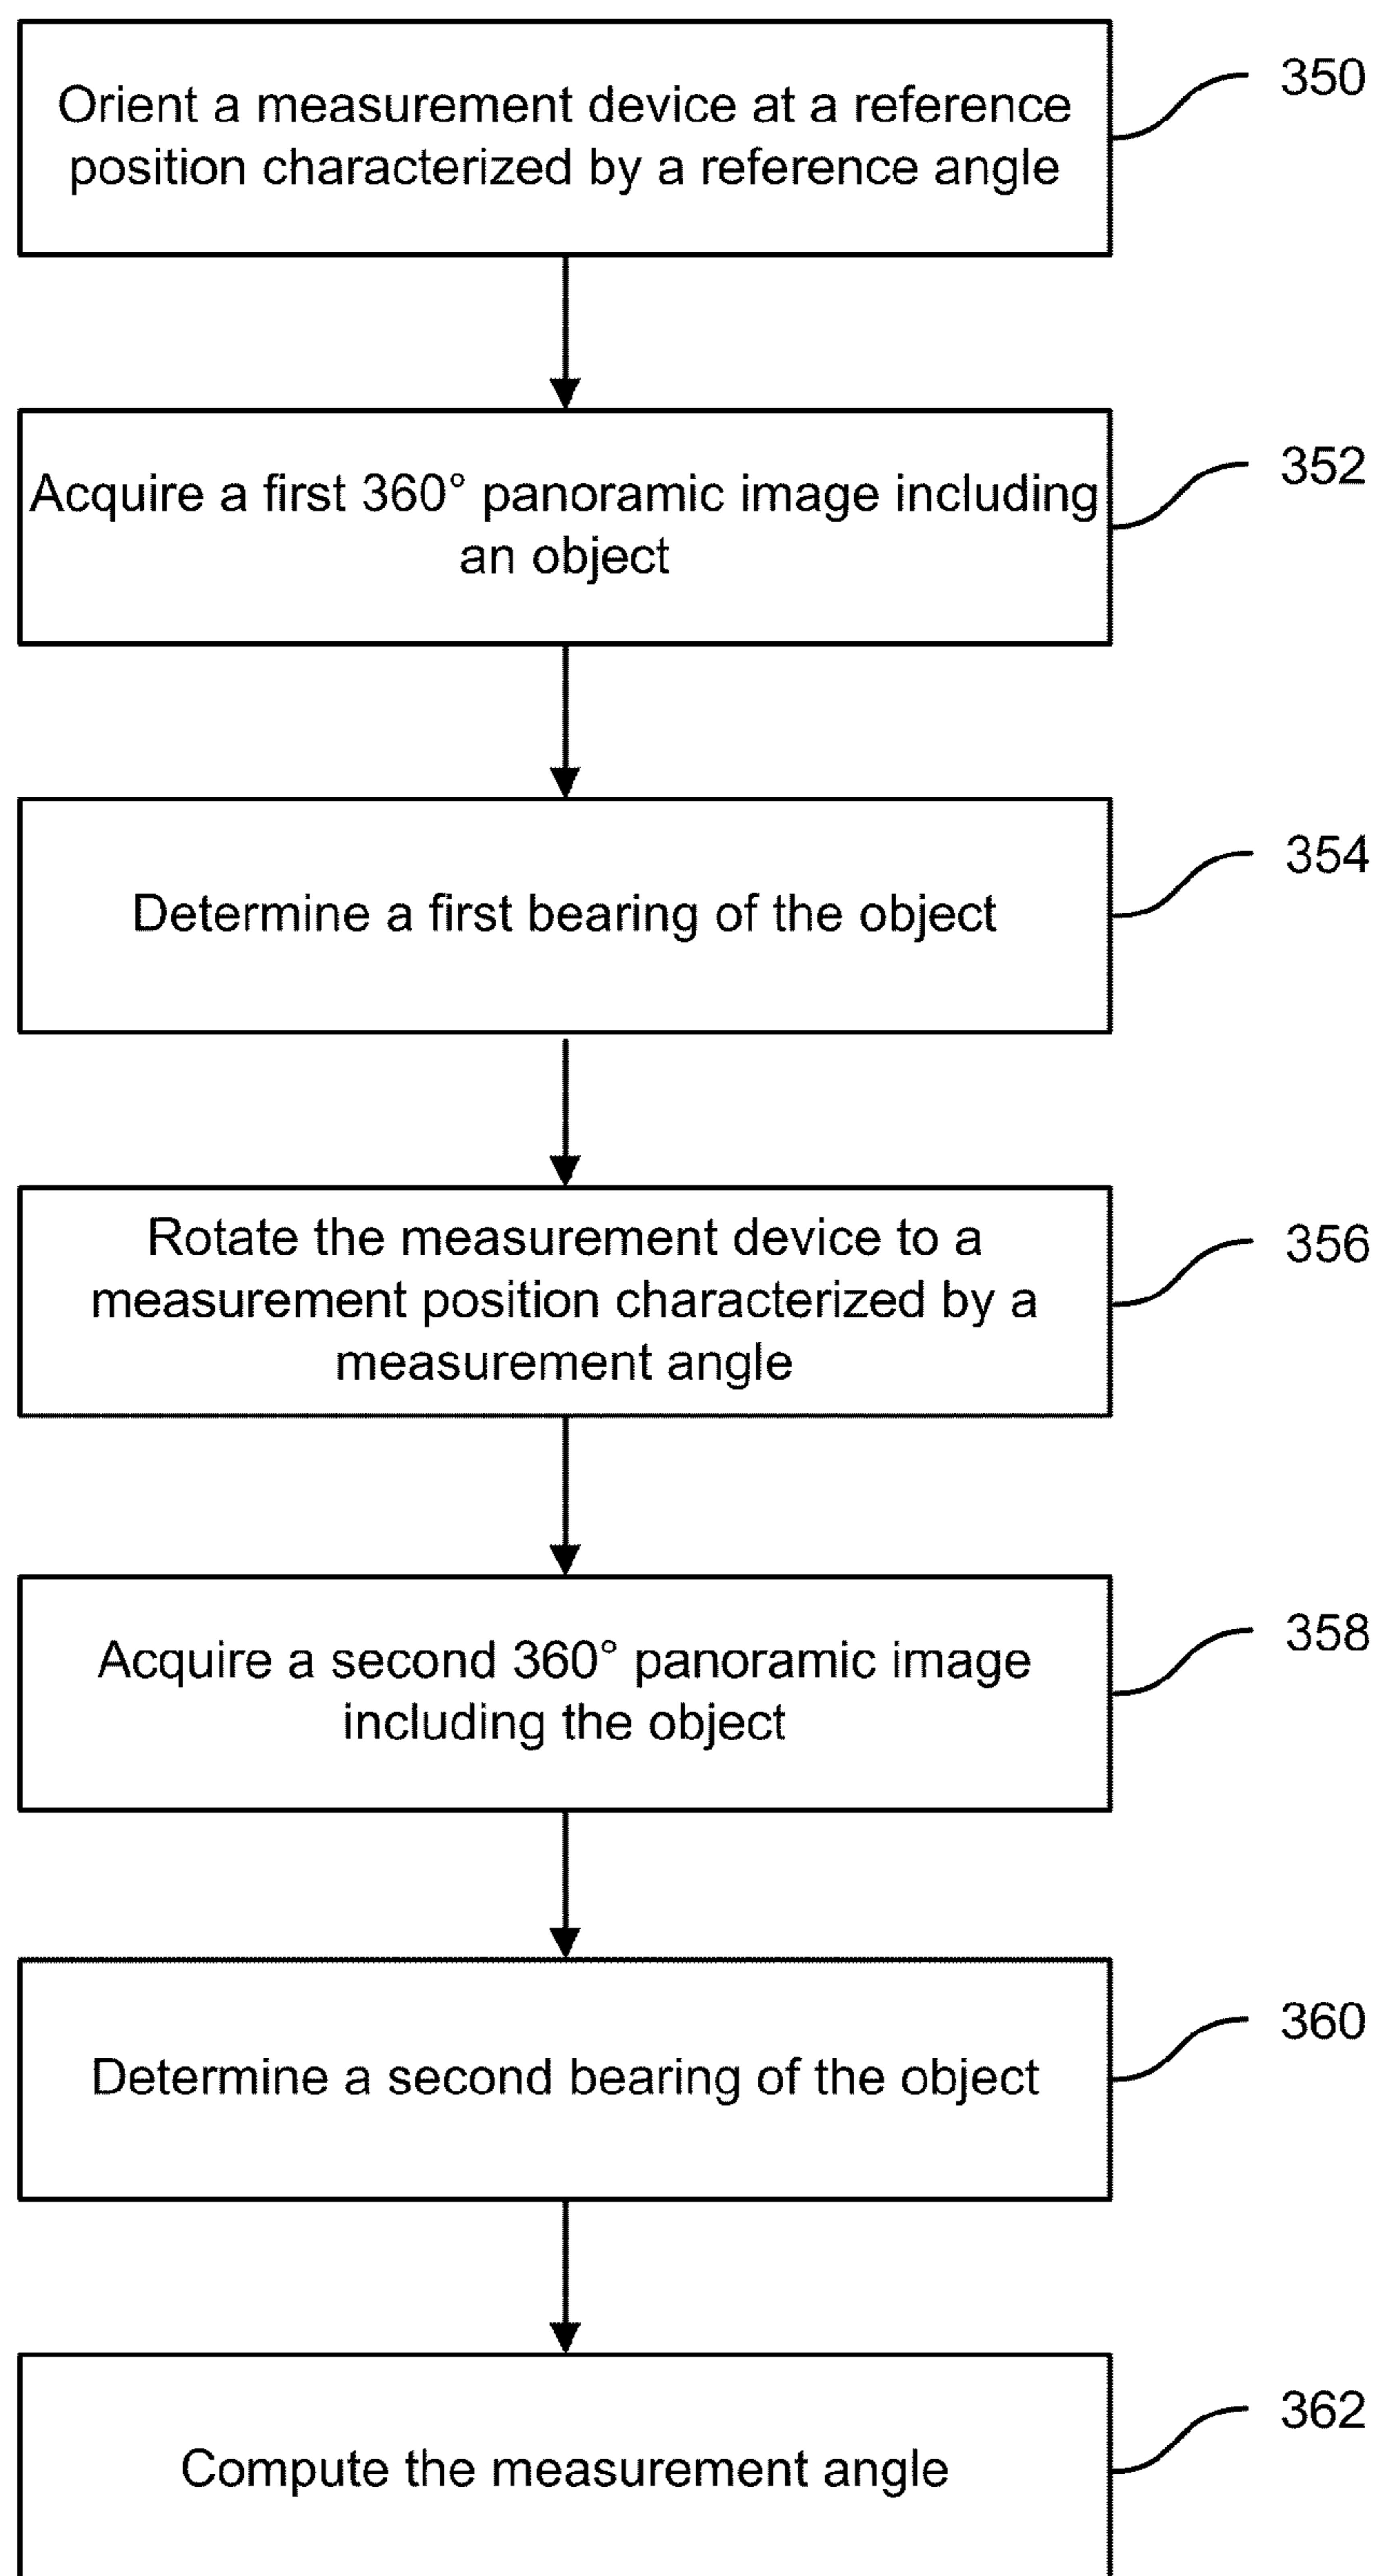 Orient a measurement device at a reference
position characterized by a reference angle
350
Acquire a first 360° panoramic image including
an object
352
Determine a first bearing of the object
354
Rotate the measurement device to a
measurement position characterized by a
measurement angle
356
Acquire a second 360° panoramic image
including the object
358
Determine a second bearing of the object
360
Compute the measurement angle
362